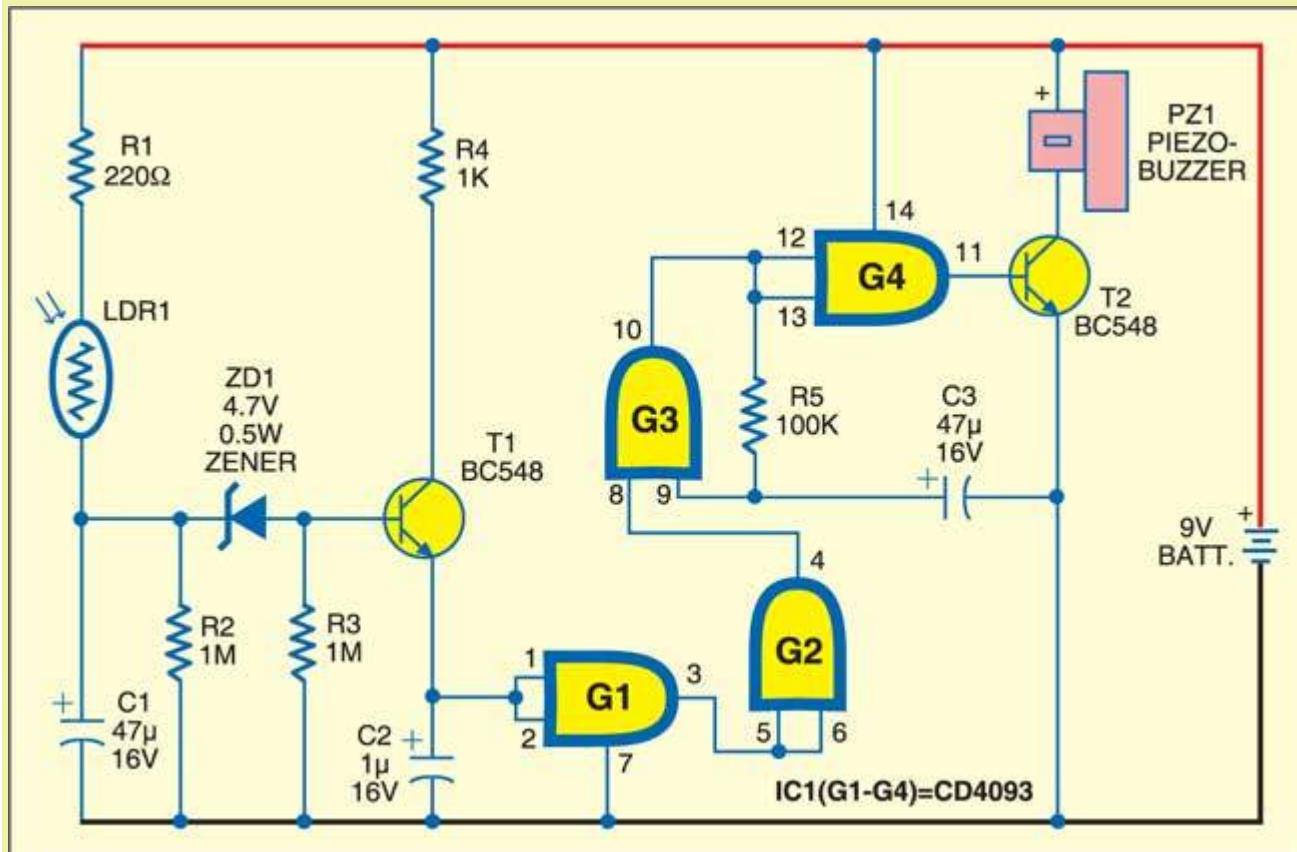 R1
220Ω
LDR1
ZD1
4.7V
0.5W
ZENER
R2
1M
R3
1M
C1
47µ
16V
R4
1K
T1
BC548
C2
1µ
16V
1
2
G1
3
7
5
6
G2
4
8
9
G3
10
R5
100K
12
13
14
G4
11
C3
47µ
16V
PZ1
PIEZO-
BUZZER
T2
BC548
9V
BATT.
IC1(G1-G4)=CD4093
+
+
+
+
+